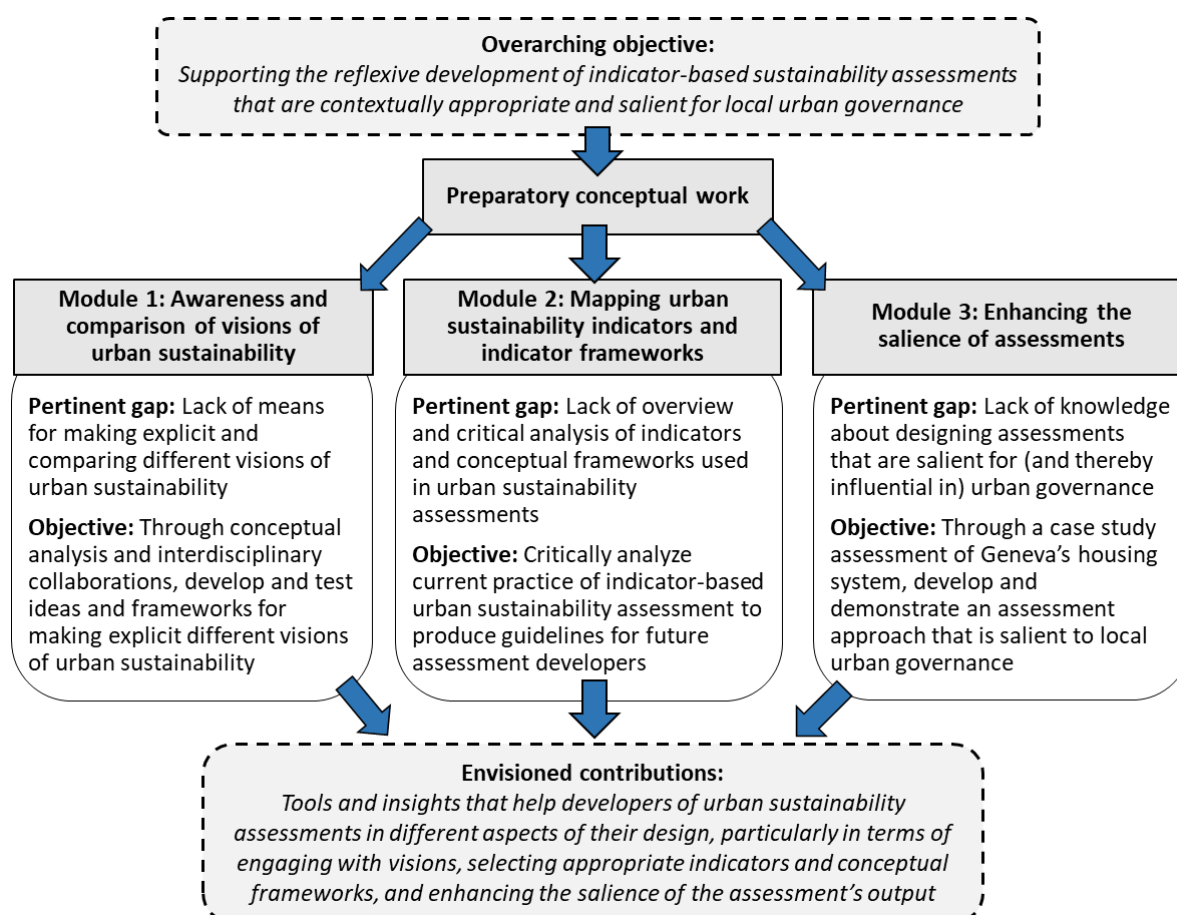 Overarching objective:
Supporting the reflexive development of indicator-based sustainability assessments
that are contextually appropriate and salient for local urban governance
Preparatory conceptual work
Module 1: Awareness and
comparison of visions of
urban sustainability
Pertinent gap: Lack of means
for making explicit and
comparing different visions of
urban sustainability
Objective: Through conceptual
analysis and interdisciplinary
collaborations, develop and test
ideas and frameworks for
making explicit different visions
of urban sustainability
Module 2: Mapping urban
sustainability indicators and
indicator frameworks
Pertinent gap: Lack of overview
and critical analysis of indicators
and conceptual frameworks used
in urban sustainability
assessments
Objective: Critically analyze
current practice of indicator-based
urban sustainability assessment to
produce guidelines for future
assessment developers
Module 3: Enhancing the
salience of assessments
Pertinent gap: Lack of knowledge
about designing assessments
that are salient for (and thereby
influential in) urban governance
Objective: Through a case study
assessment of Geneva's housing
system, develop and
demonstrate an assessment
approach that is salient to local
urban governance
Envisioned contributions:
Tools and insights that help developers of urban sustainability
assessments in different aspects of their design, particularly in terms of
engaging with visions, selecting appropriate indicators and conceptual
frameworks, and enhancing the salience of the assessment's output